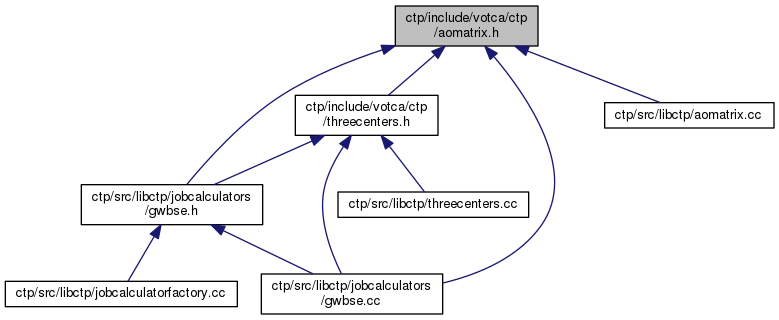 ctp/include/votca/ctp
/aomatrix.h
ctp/include/votca/ctp
/threecenters.h
ctp/src/libctp/aomatrix.cc
ctp/src/libctp/jobcalculators
/gwbse.h
ctp/src/libctp/threecenters.cc
ctp/src/libctp/jobcalculatorfactory.cc
ctp/src/libctp/jobcalculators
/gwbse.cc